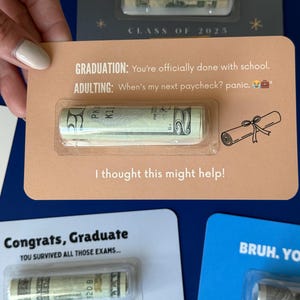 CLASS OF 2025
GRADUATION: You're officially done with school.
ADULTING: When's my next paycheck? panic. 😭💼
I thought this might help!
Congrats, Graduate
YOU SURVIVED ALL THOSE EXAMS...
BRUH. YO